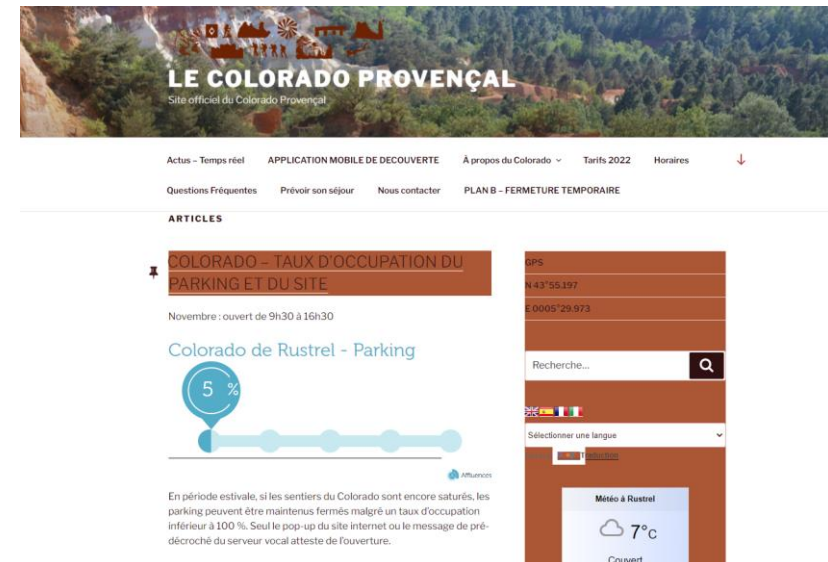 LE COLORADO PROVENÇAL
Site officiel du Colorado Provençal
Actus – Temps réel
APPLICATION MOBILE DE DECOUVERTE
À propos du Colorado
Tarifs 2022
Horaires
Questions Fréquentes
Prévoir son séjour
Nous contacter
PLAN B – FERMETURE TEMPORAIRE
ARTICLES
COLORADO – TAUX D'OCCUPATION DU
PARKING ET DU SITE
Novembre : ouvert de 9h30 à 16h30
Colorado de Rustrel - Parking
5 %
Affluences
En période estivale, si les sentiers du Colorado sont encore saturés, les
parking peuvent être maintenus fermés malgré un taux d'occupation
inférieur à 100 %. Seul le pop-up du site internet ou le message de pré-
décroché du serveur vocal atteste de l'ouverture.
GPS
N 43°55.197
E 0005°29.973
Recherche...
Sélectionner une langue
Traduction
Météo à Rustrel
7°C
Couvert